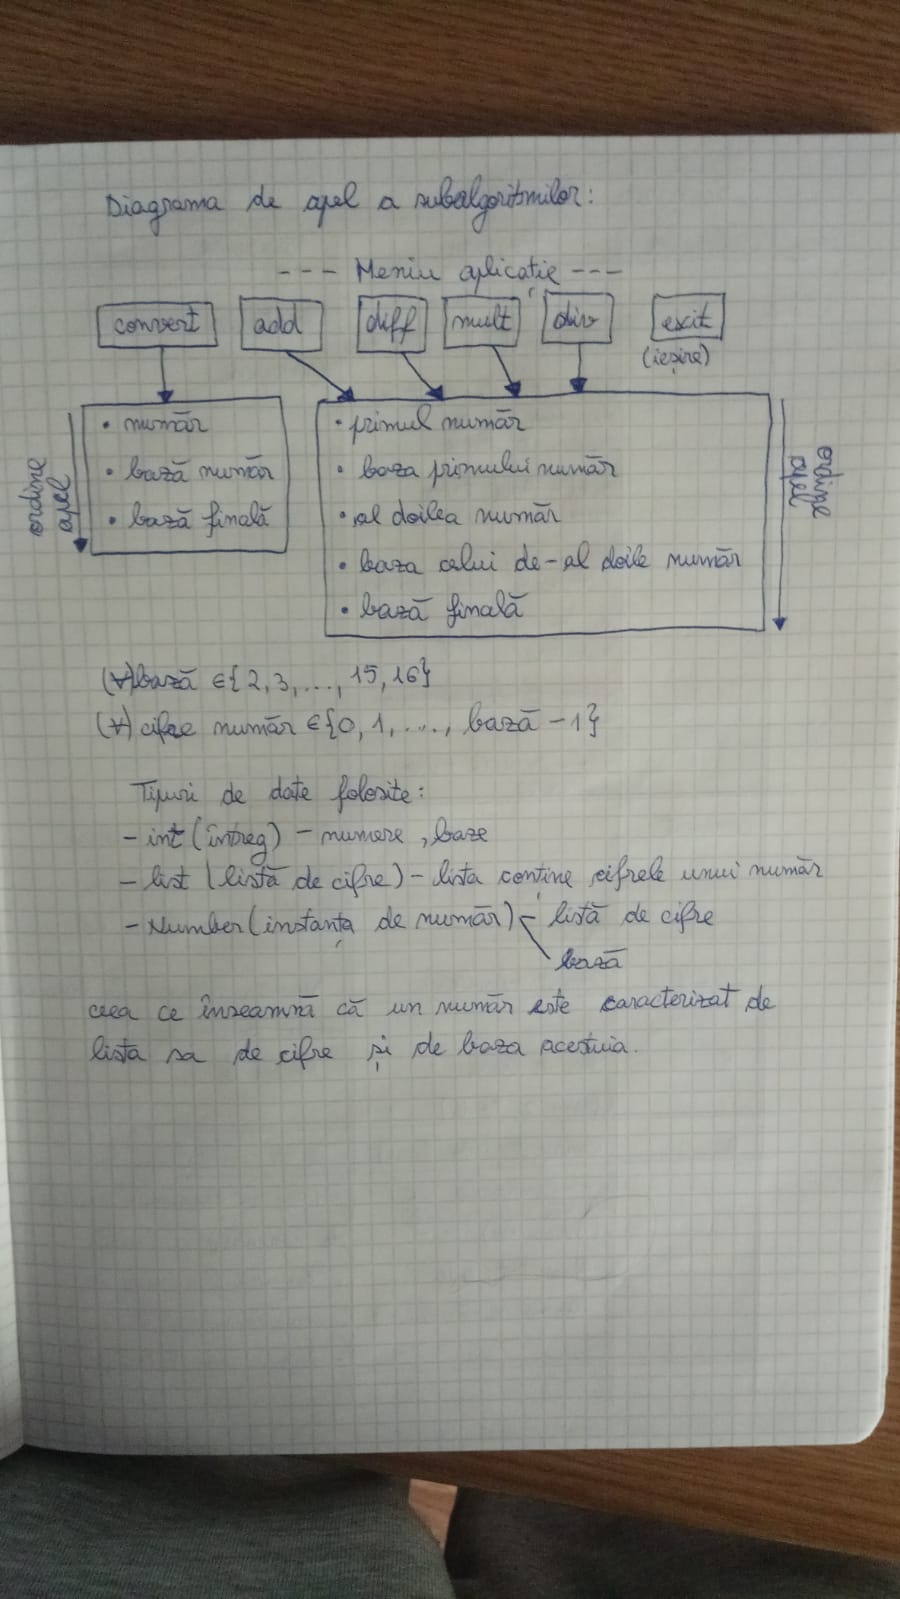 Diagrama de apel a subalgoritmilor:
--- Meniu aplicație ---
convert add diff mult div exit
(ieșire)
ordine apel
• număr
• bază număr
• bază finală
• primul număr
• baza primului număr
• al doilea număr
• baza celui de-al doile număr
• bază finală
ordine apel
(∀) bază ∈ {2, 3, ..., 15, 16}
(∀) cifre număr ∈ {0, 1, ..., bază - 1}
Tipuri de date folosite:
- int (întreg) - numere, baze
- list (listă de cifre) - lista conține cifrele unui număr
- Number (instanța de număr) - listă de cifre
bază
ceea ce înseamnă că un număr este caracterizat de
lista sa de cifre și de baza acestuia.